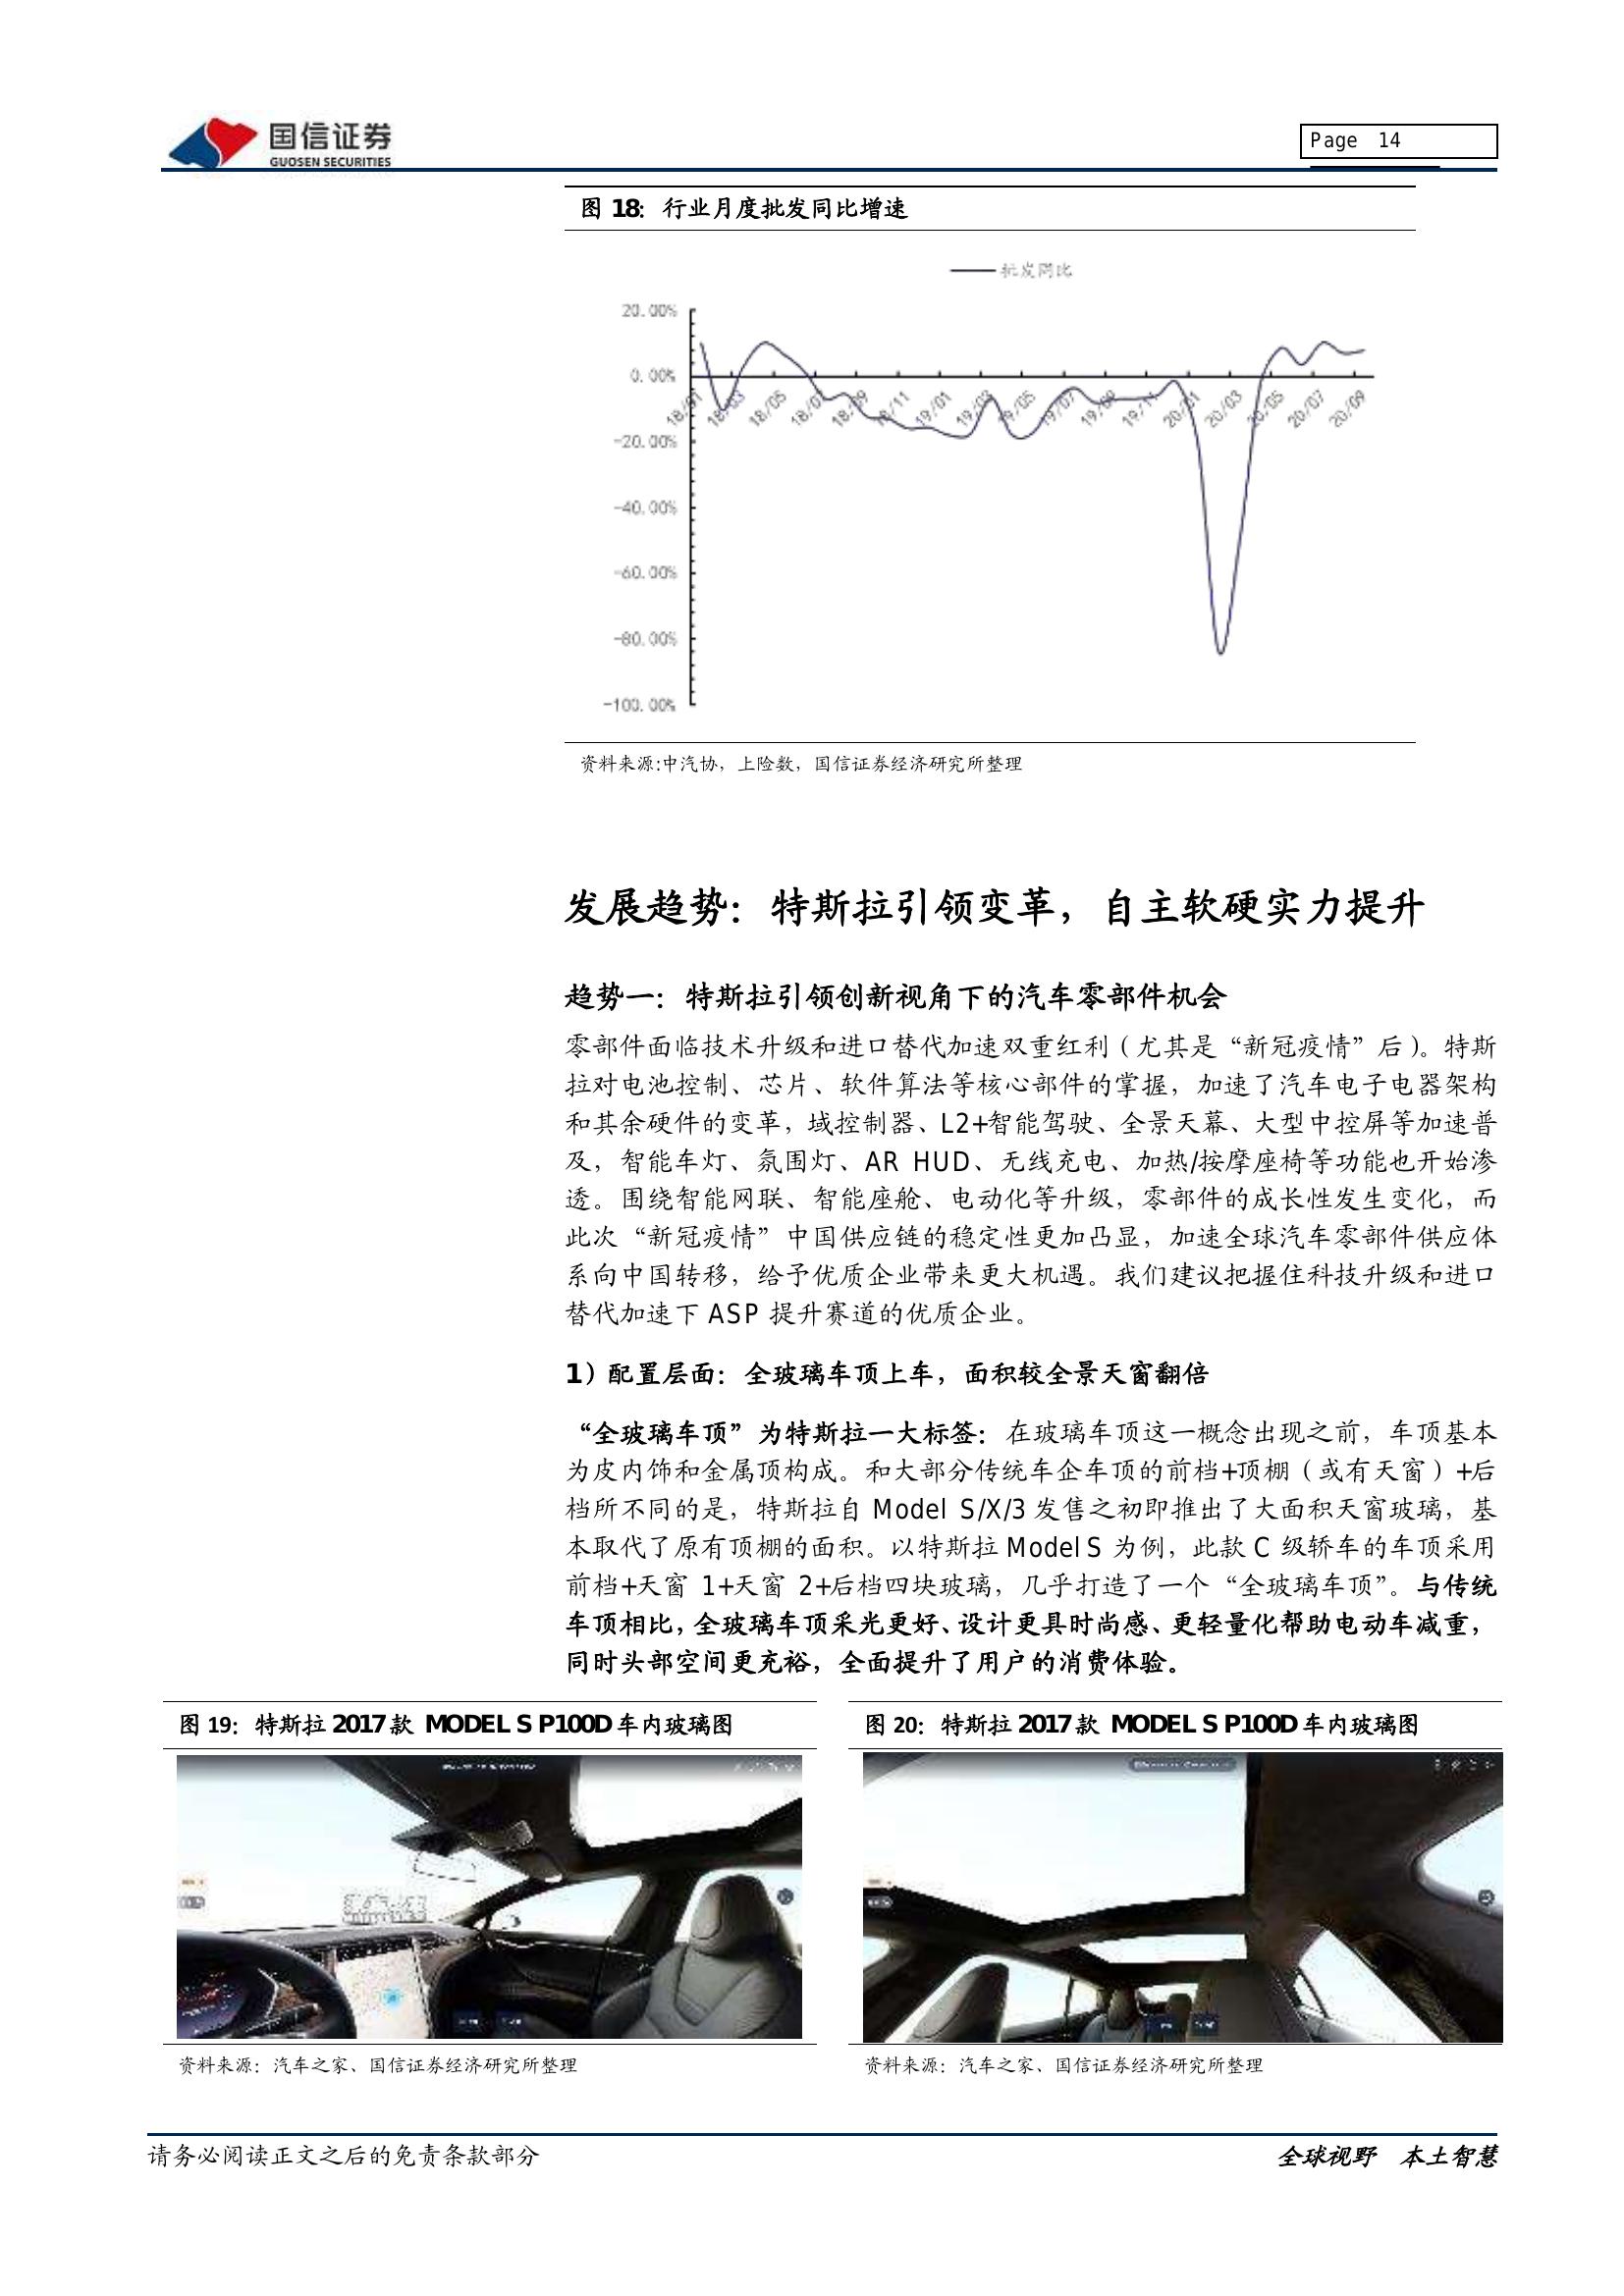 国信证券
GUOSEN SECURITIES
Page 14
图 18：行业月度批发同比增速
批发同比
20.00%
0.00%
-20.00%
-40.00%
-60.00%
-80.00%
-100.00%
18/01
18/03
18/05
18/07
18/09
18/11
19/01
19/03
19/05
19/07
19/09
19/11
20/01
20/03
20/05
20/07
20/09
资料来源:中汽协，上险数，国信证券经济研究所整理
发展趋势：特斯拉引领变革，自主软硬实力提升
趋势一：特斯拉引领创新视角下的汽车零部件机会
零部件面临技术升级和进口替代加速双重红利（尤其是“新冠疫情”后）。特斯
拉对电池控制、芯片、软件算法等核心部件的掌握，加速了汽车电子电器架构
和其余硬件的变革，域控制器、L2+智能驾驶、全景天幕、大型中控屏等加速普
及，智能车灯、氛围灯、AR HUD、无线充电、加热/按摩座椅等功能也开始渗
透。围绕智能网联、智能座舱、电动化等升级，零部件的成长性发生变化，而
此次“新冠疫情”中国供应链的稳定性更加凸显，加速全球汽车零部件供应体
系向中国转移，给予优质企业带来更大机遇。我们建议把握住科技升级和进口
替代加速下 ASP 提升赛道的优质企业。
1）配置层面：全玻璃车顶上车，面积较全景天窗翻倍
“全玻璃车顶”为特斯拉一大标签：在玻璃车顶这一概念出现之前，车顶基本
为皮内饰和金属顶构成。和大部分传统车企车顶的前档+顶棚（或有天窗）+后
档所不同的是，特斯拉自 Model S/X/3 发售之初即推出了大面积天窗玻璃，基
本取代了原有顶棚的面积。以特斯拉 Model S 为例，此款 C 级轿车的车顶采用
前档+天窗 1+天窗 2+后档四块玻璃，几乎打造了一个“全玻璃车顶”。与传统
车顶相比，全玻璃车顶采光更好、设计更具时尚感、更轻量化帮助电动车减重，
同时头部空间更充裕，全面提升了用户的消费体验。
图 19：特斯拉 2017 款 MODEL S P100D 车内玻璃图
图 20：特斯拉 2017 款 MODEL S P100D 车内玻璃图
资料来源：汽车之家、国信证券经济研究所整理
资料来源：汽车之家、国信证券经济研究所整理
请务必阅读正文之后的免责条款部分
全球视野 本土智慧